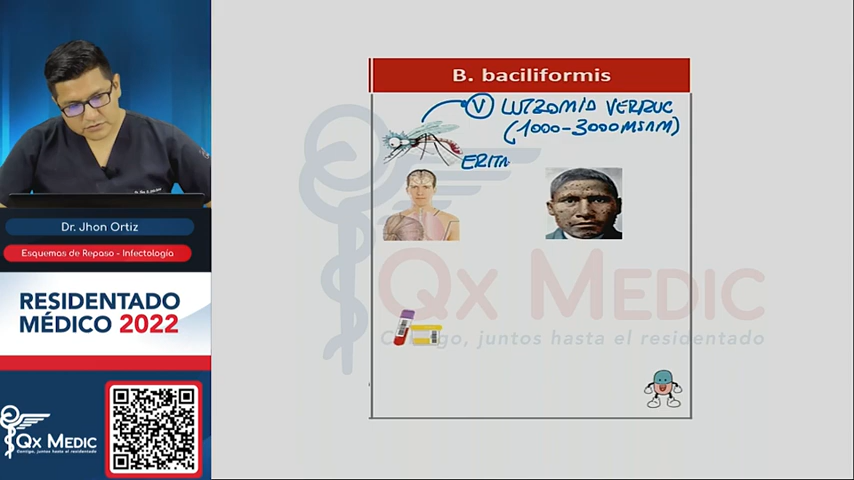 B. baciliformis
V LUTZOMIA VERRUC
(1000-3000 MSNM)
ERITR
Dr. Jhon Ortiz
Esquemas de Repaso - Infectología
RESIDENTADO
MÉDICO 2022
QX MEDIC
Contigo, juntos hasta el residentado
QX MEDIC
Contigo, juntos hasta el residentado